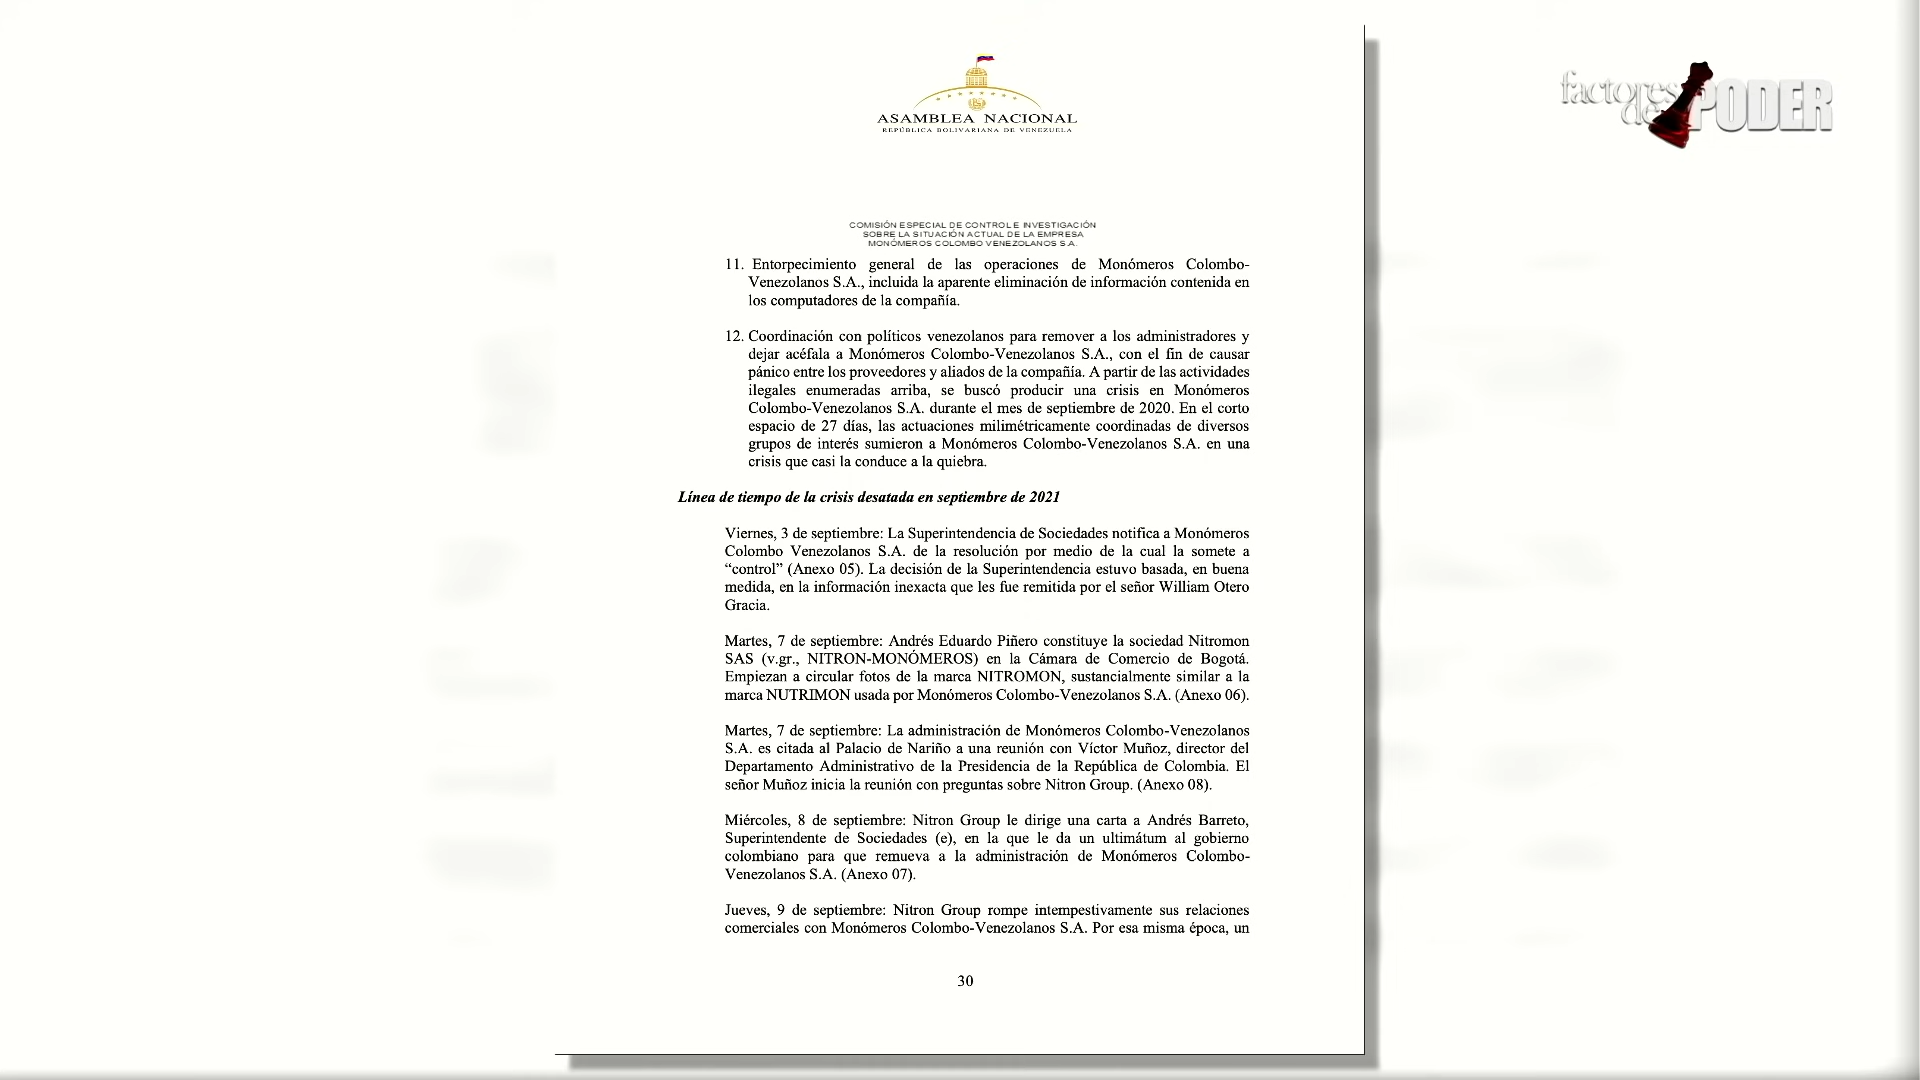 factores
de PODER
ASAMBLEA NACIONAL
REPÚBLICA BOLIVARIANA DE VENEZUELA
COMISIÓN ESPECIAL DE CONTROL E INVESTIGACIÓN
SOBRE LA SITUACIÓN ACTUAL DE LA EMPRESA
MONÓMEROS COLOMBO VENEZOLANOS S.A.
11. Entorpecimiento general de las operaciones de Monómeros Colombo-
Venezolanos S.A., incluida la aparente eliminación de información contenida en
los computadores de la compañía.
12. Coordinación con políticos venezolanos para remover a los administradores y
dejar acéfala a Monómeros Colombo-Venezolanos S.A., con el fin de causar
pánico entre los proveedores y aliados de la compañía. A partir de las actividades
ilegales enumeradas arriba, se buscó producir una crisis en Monómeros
Colombo-Venezolanos S.A. durante el mes de septiembre de 2020. En el corto
espacio de 27 días, las actuaciones milimétricamente coordinadas de diversos
grupos de interés sumieron a Monómeros Colombo-Venezolanos S.A. en una
crisis que casi la conduce a la quiebra.
Línea de tiempo de la crisis desatada en septiembre de 2021
Viernes, 3 de septiembre: La Superintendencia de Sociedades notifica a Monómeros
Colombo Venezolanos S.A. de la resolución por medio de la cual la somete a
“control” (Anexo 05). La decisión de la Superintendencia estuvo basada, en buena
medida, en la información inexacta que les fue remitida por el señor William Otero
Gracia.
Martes, 7 de septiembre: Andrés Eduardo Piñero constituye la sociedad Nitromon
SAS (v.gr., NITRON-MONÓMEROS) en la Cámara de Comercio de Bogotá.
Empiezan a circular fotos de la marca NITROMON, sustancialmente similar a la
marca NUTRIMON usada por Monómeros Colombo-Venezolanos S.A. (Anexo 06).
Martes, 7 de septiembre: La administración de Monómeros Colombo-Venezolanos
S.A. es citada al Palacio de Nariño a una reunión con Víctor Muñoz, director del
Departamento Administrativo de la Presidencia de la República de Colombia. El
señor Muñoz inicia la reunión con preguntas sobre Nitron Group. (Anexo 08).
Miércoles, 8 de septiembre: Nitron Group le dirige una carta a Andrés Barreto,
Superintendente de Sociedades (e), en la que le da un ultimátum al gobierno
colombiano para que remueva a la administración de Monómeros Colombo-
Venezolanos S.A. (Anexo 07).
Jueves, 9 de septiembre: Nitron Group rompe intempestivamente sus relaciones
comerciales con Monómeros Colombo-Venezolanos S.A. Por esa misma época, un
30